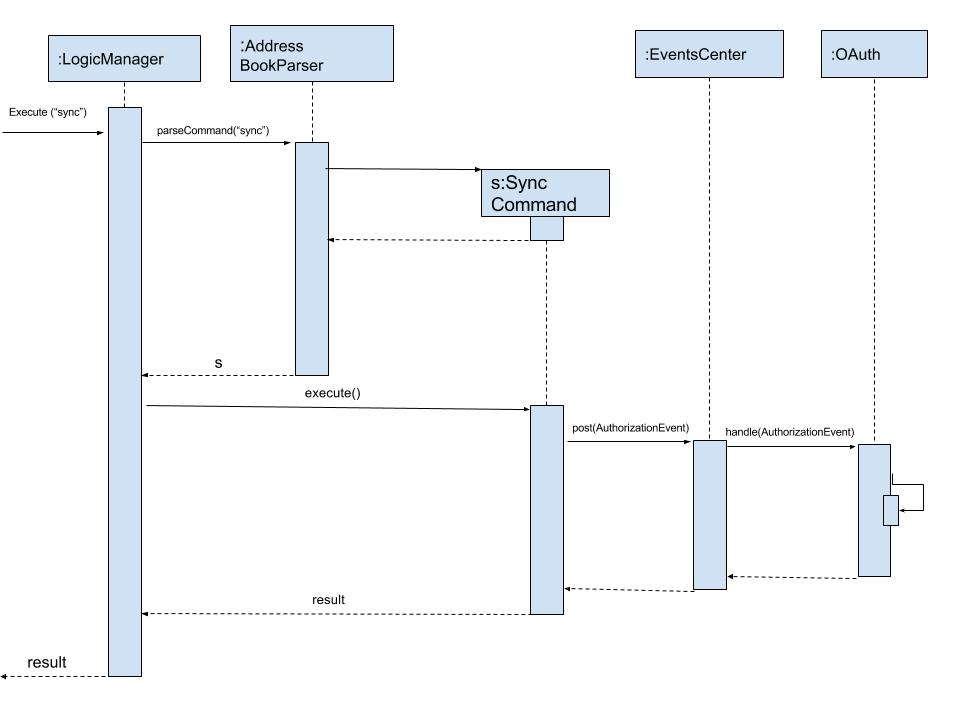 :LogicManager
:Address
BookParser
:EventsCenter
:OAuth
Execute (“sync”)
parseCommand(“sync”)
s:Sync
Command
s
execute()
post(AuthorizationEvent)
handle(AuthorizationEvent)
result
result